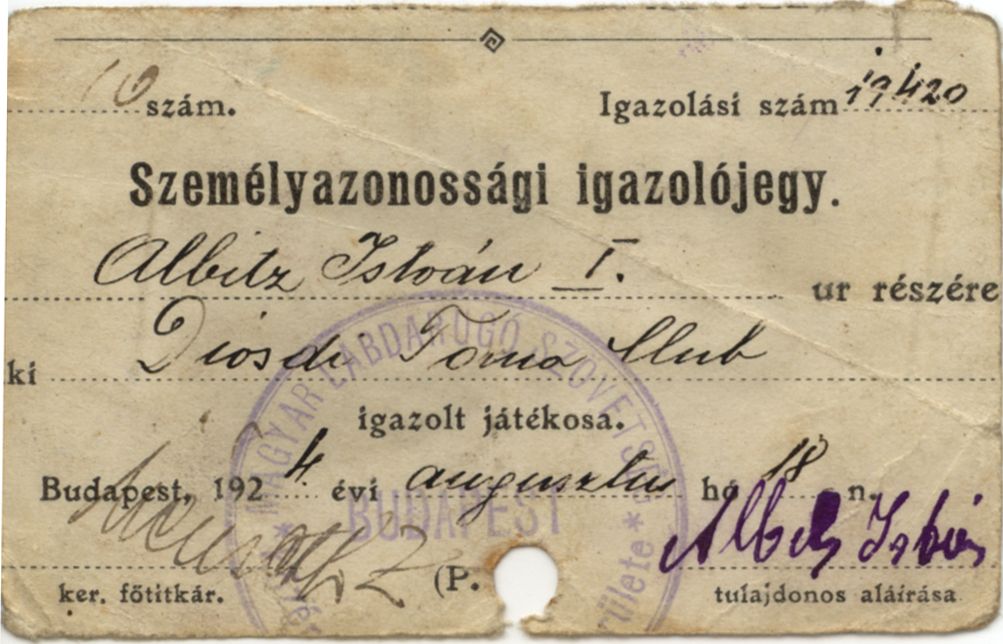 10 szám. Igazolási szám 19420
Személyazonossági igazolójegy.
Albitz István I. ur részére
ki Diósdi Torna Club
igazolt játékosa.
Budapest, 1924. évi augusztus hó 18 n.
(P. Albitz István
ker. főtitkár. tulajdonos aláírása
MAGYAR LABDARUGÓ SZÖVETSÉG
BUDAPEST